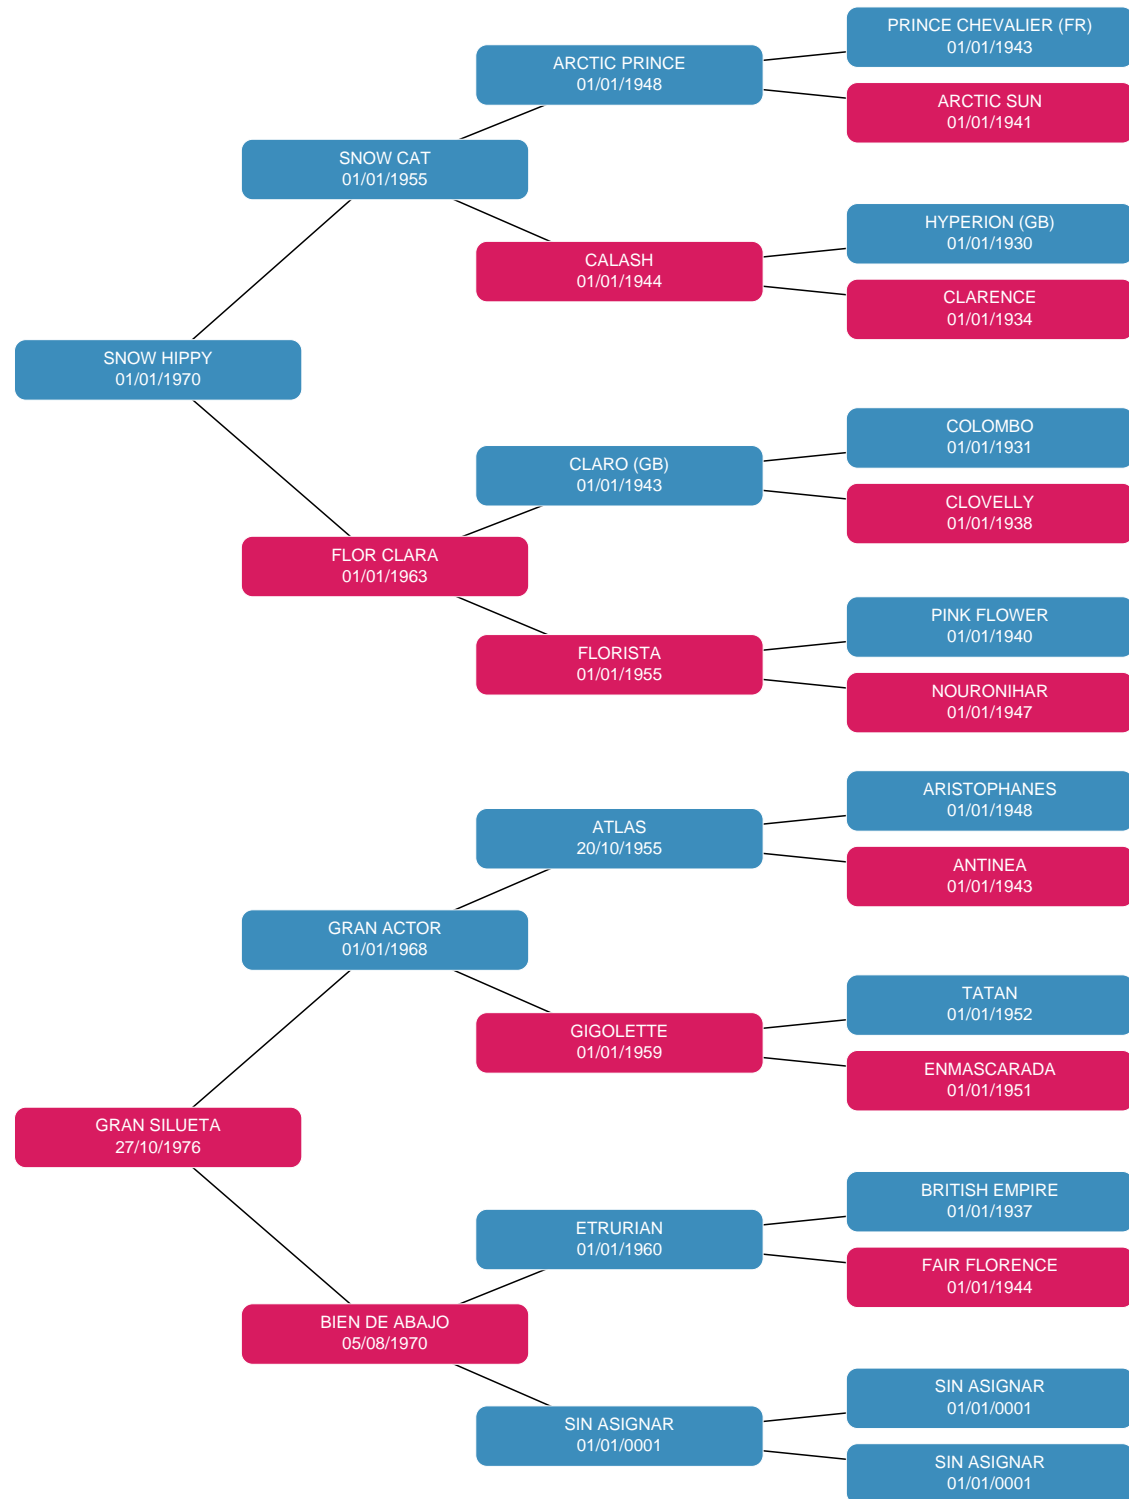 PRINCE CHEVALIER (FR)
01/01/1943
ARCTIC PRINCE
01/01/1948
ARCTIC SUN
01/01/1941
SNOW CAT
01/01/1955
HYPERION (GB)
01/01/1930
CALASH
01/01/1944
CLARENCE
01/01/1934
SNOW HIPPY
01/01/1970
COLOMBO
01/01/1931
CLARO (GB)
01/01/1943
CLOVELLY
01/01/1938
FLOR CLARA
01/01/1963
PINK FLOWER
01/01/1940
FLORISTA
01/01/1955
NOURONIHAR
01/01/1947
ARISTOPHANES
01/01/1948
ATLAS
20/10/1955
ANTINEA
01/01/1943
GRAN ACTOR
01/01/1968
TATAN
01/01/1952
GIGOLETTE
01/01/1959
ENMASCARADA
01/01/1951
GRAN SILUETA
27/10/1976
BRITISH EMPIRE
01/01/1937
ETRURIAN
01/01/1960
FAIR FLORENCE
01/01/1944
BIEN DE ABAJO
05/08/1970
SIN ASIGNAR
01/01/0001
SIN ASIGNAR
01/01/0001
SIN ASIGNAR
01/01/0001